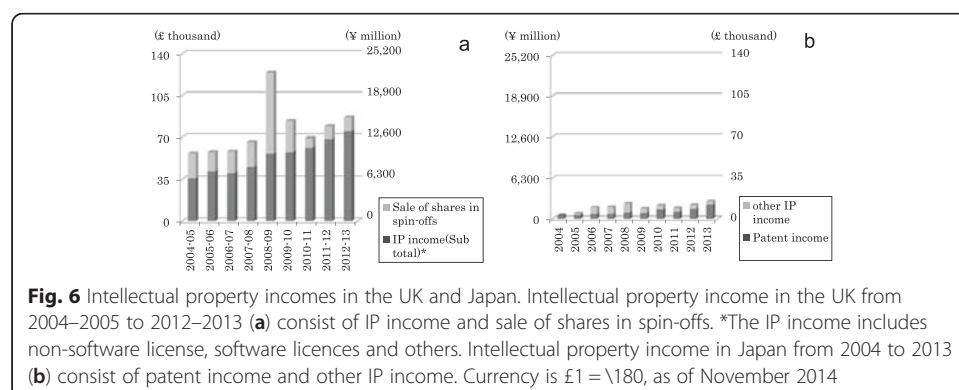 (£ thousand) (¥ million) a
140 25,200
105 18,900
70 12,600
35 6,300
0 0
2004-05 2005-06 2006-07 2007-08 2008-09 2009-10 2010-11 2011-12 2012-13
Sale of shares in
spin-offs
IP income(Sub
total)*
(¥ million) (£ thousand) b
25,200 140
18,900 105
12,600 70
6,300 35
0 0
2004 2005 2006 2007 2008 2009 2010 2011 2012 2013
other IP
income
Patent income
Fig. 6 Intellectual property incomes in the UK and Japan. Intellectual property income in the UK from
2004–2005 to 2012–2013 (a) consist of IP income and sale of shares in spin-offs. *The IP income includes
non-software license, software licences and others. Intellectual property income in Japan from 2004 to 2013
(b) consist of patent income and other IP income. Currency is £1 = \180, as of November 2014